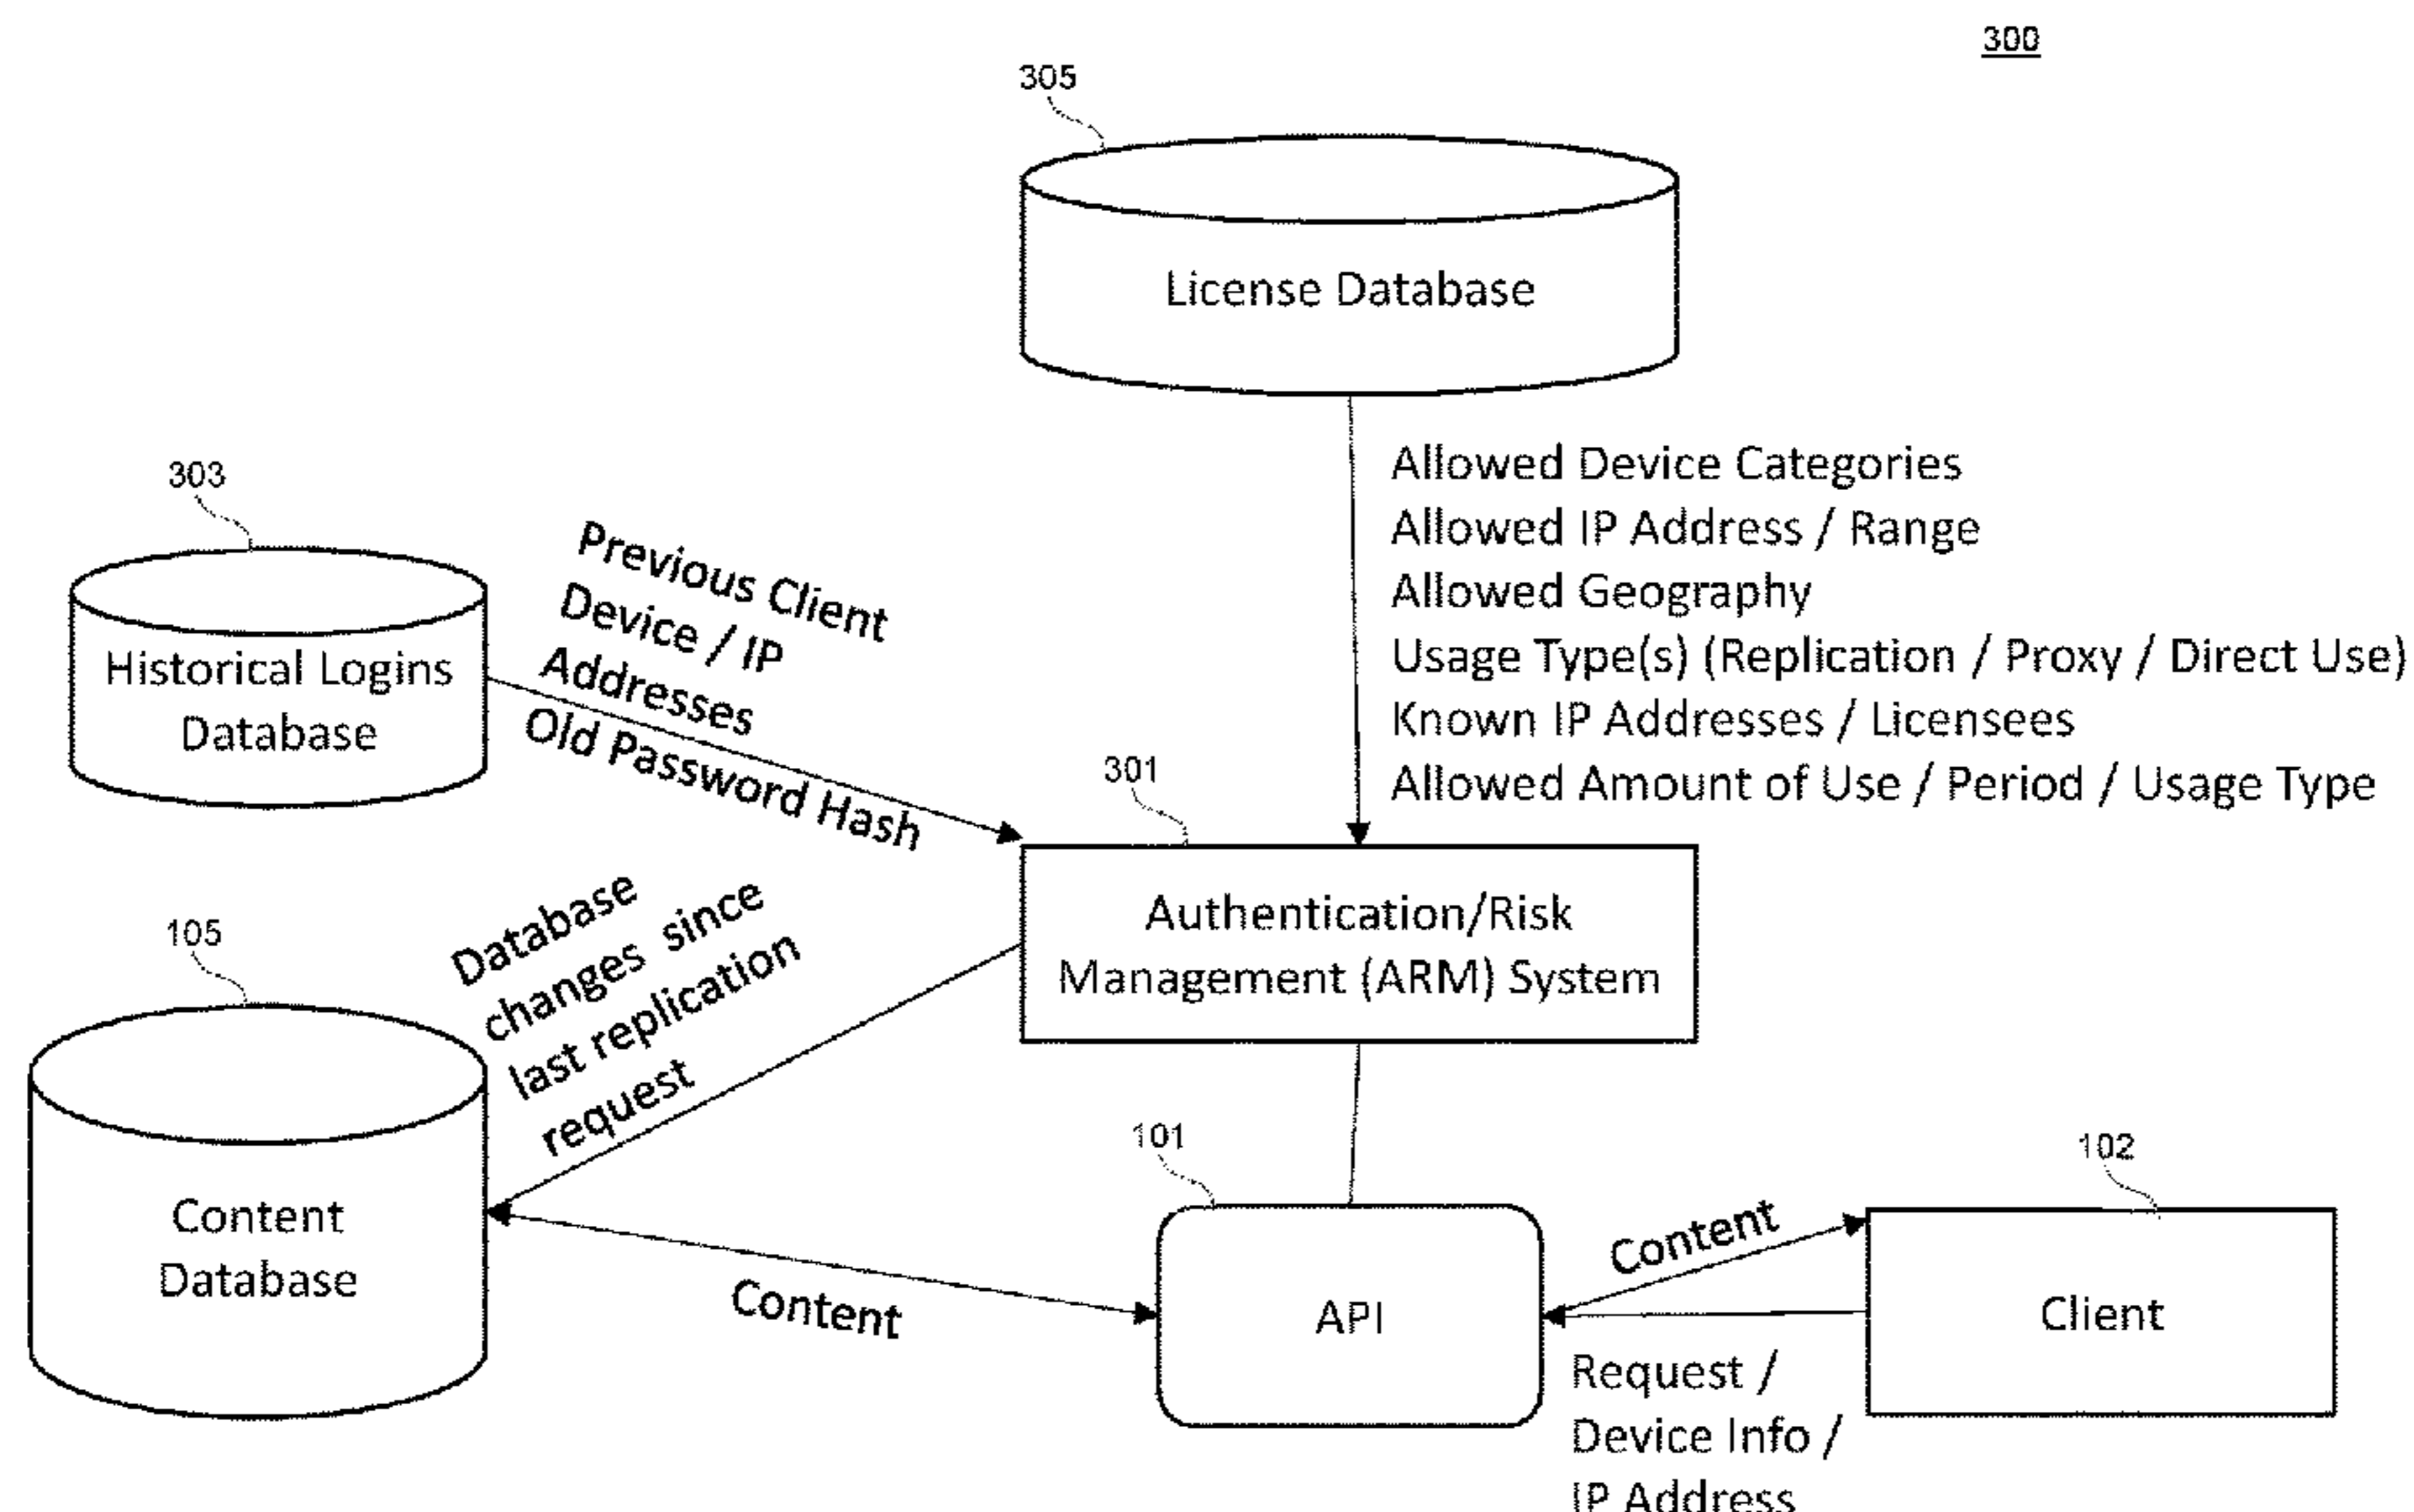 300
305
License Database
Allowed Device Categories
Allowed IP Address / Range
Allowed Geography
Usage Type(s) (Replication / Proxy / Direct Use)
Known IP Addresses / Licensees
Allowed Amount of Use / Period / Usage Type
303
Historical Logins
Database
Previous Client
Device / IP
Addresses
Old Password Hash
301
Authentication/Risk
Management (ARM) System
105
Content
Database
Database
changes since
last replication
request
Content
101
API
Content
102
Client
Request /
Device Info /
IP Address